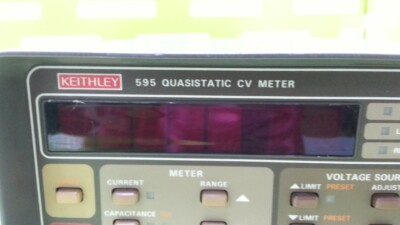 KEITHLEY 595 QUASISTATIC CV METER
METER
VOLTAGE SOUR
CURRENT RANGE
LIMIT PRESET ADJUST
CAPACITANCE
LIMIT PRESET